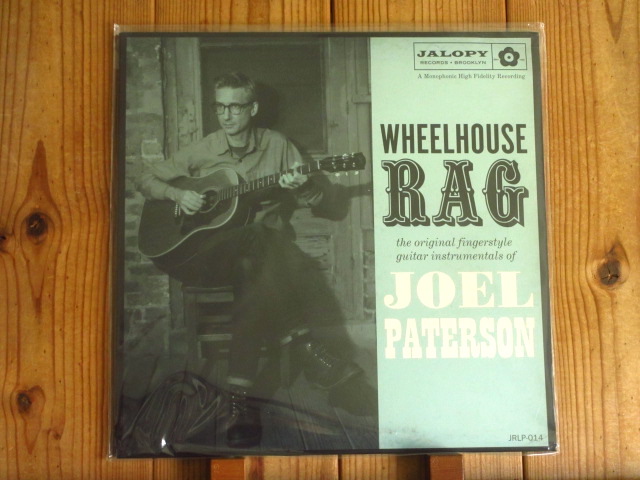 JALOPY
RECORDS • BROOKLYN
A Monophonic High Fidelity Recording
WHEELHOUSE
RAG
the original fingerstyle
guitar instrumentals of
JOEL
PATERSON
JRLP-014